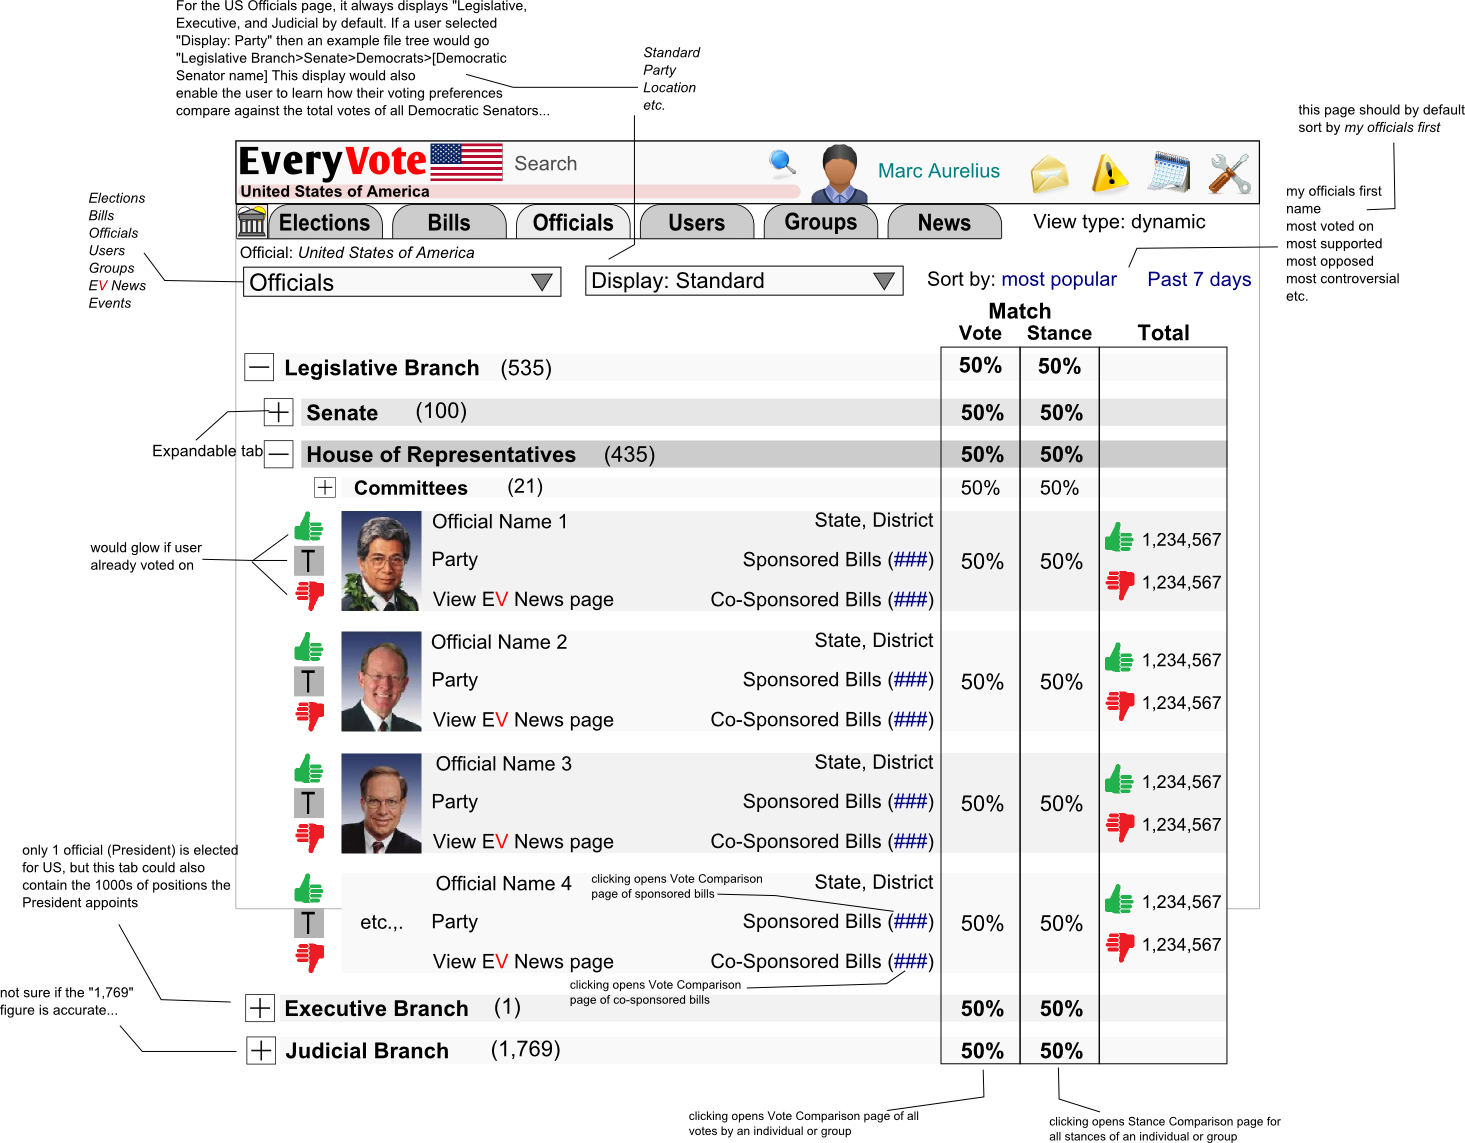 For the US Officials page, it always displays "Legislative,
Executive, and Judicial by default. If a user selected
"Display: Party" then an example file tree would go
"Legislative Branch>Senate>Democrats>[Democratic
Senator name] This display would also
enable the user to learn how their voting preferences
compare against the total votes of all Democratic Senators...
Standard
Party
Location
etc.
this page should by default
sort by my officials first
my officials first
name
most voted on
most supported
most opposed
most controversial
etc.
EveryVote
Search
Marc Aurelius
United States of America
Elections
Bills
Officials
Users
Groups
EV News
Events
Elections Bills Officials Users Groups News View type: dynamic
Official: United States of America
Officials
Display: Standard
Sort by: most popular Past 7 days
Match
Vote Stance Total
Legislative Branch (535) 50% 50%
Senate (100) 50% 50%
Expandable tab
House of Representatives (435) 50% 50%
Committees (21) 50% 50%
would glow if user
already voted on
T
Official Name 1 State, District
Party Sponsored Bills (###) 50% 50%
View EV News page Co-Sponsored Bills (###)
1,234,567
1,234,567
T
Official Name 2 State, District
Party Sponsored Bills (###) 50% 50%
View EV News page Co-Sponsored Bills (###)
1,234,567
1,234,567
T
Official Name 3 State, District
Party Sponsored Bills (###) 50% 50%
View EV News page Co-Sponsored Bills (###)
1,234,567
1,234,567
only 1 official (President) is elected
for US, but this tab could also
contain the 1000s of positions the
President appoints
T
etc.,.
Official Name 4 State, District
clicking opens Vote Comparison
page of sponsored bills
Party Sponsored Bills (###) 50% 50%
View EV News page Co-Sponsored Bills (###)
1,234,567
1,234,567
clicking opens Vote Comparison
page of co-sponsored bills
not sure if the "1,769"
figure is accurate...
Executive Branch (1) 50% 50%
Judicial Branch (1,769) 50% 50%
clicking opens Vote Comparison page of all
votes by an individual or group
clicking opens Stance Comparison page for
all stances of an individual or group